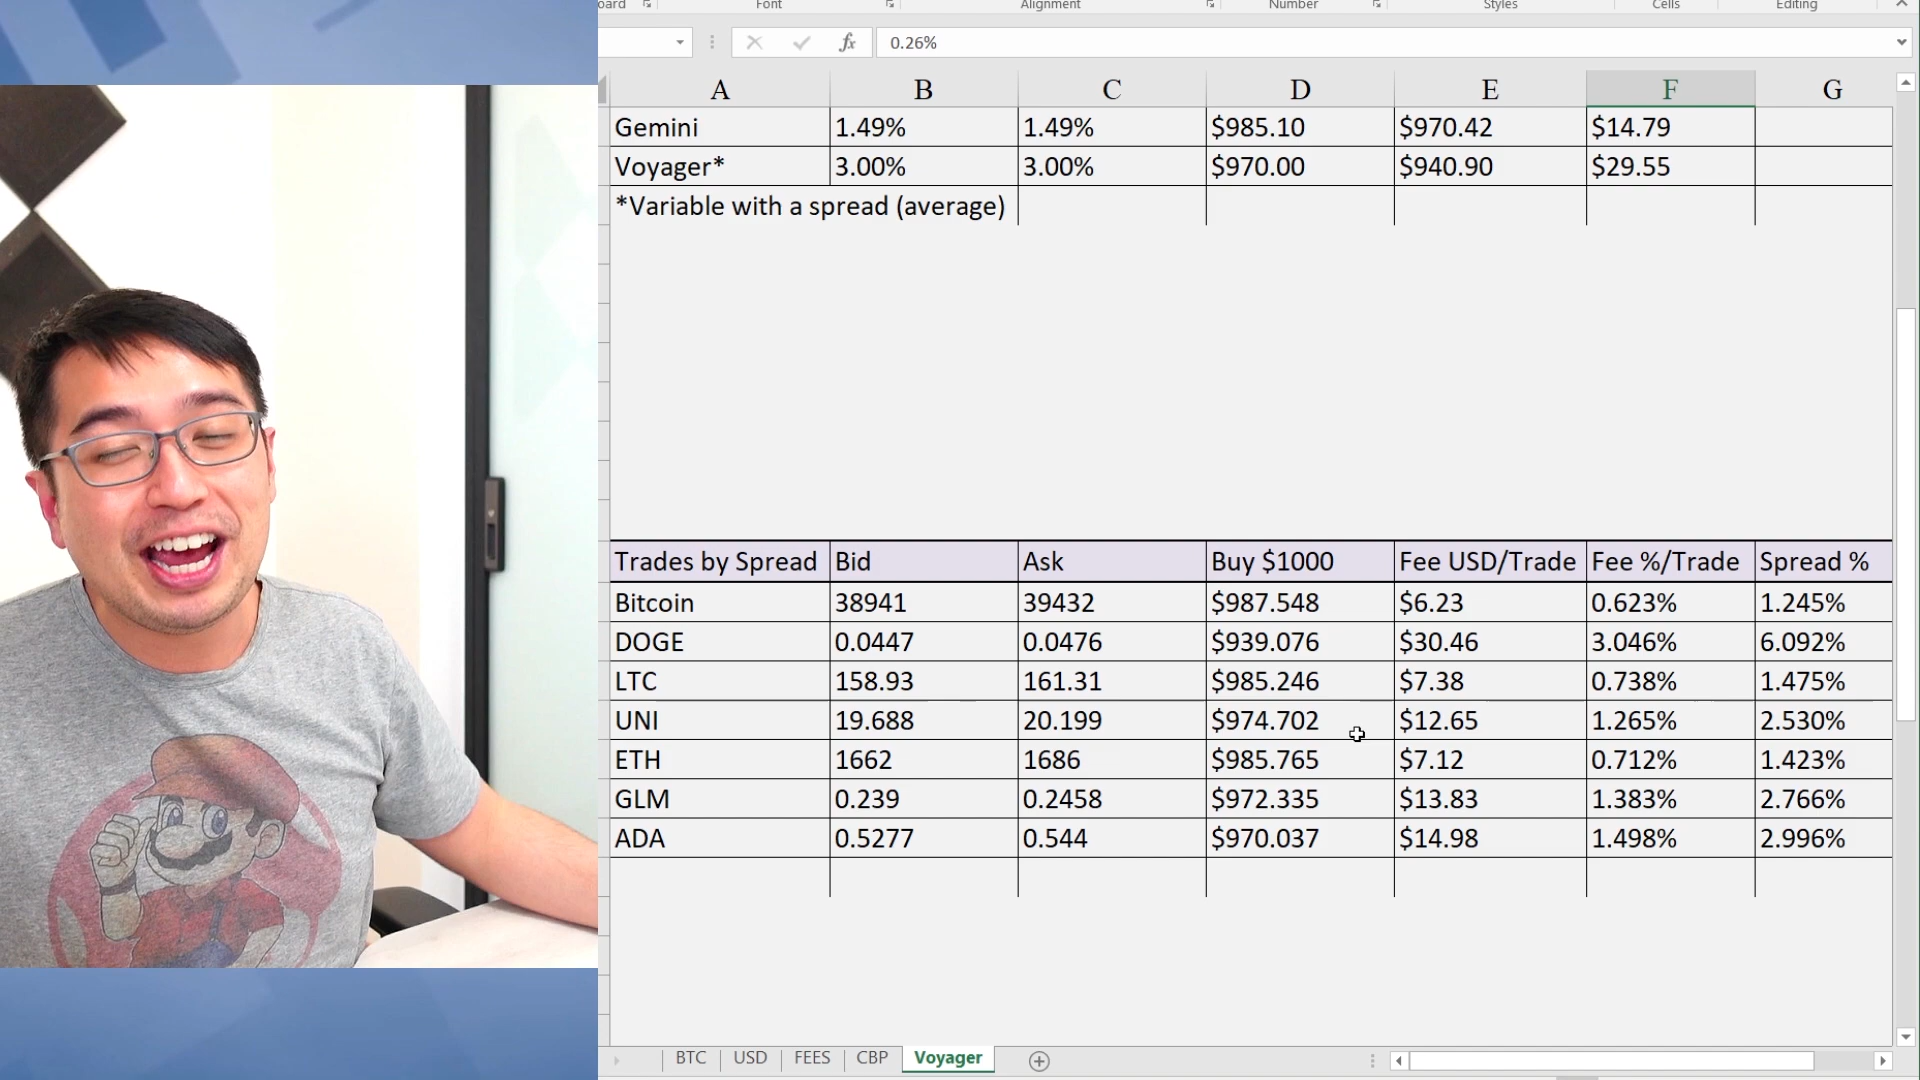 Font Alignment Number Styles Cells Editing
fx 0.26%
A B C D E F G
Gemini 1.49% 1.49% $985.10 $970.42 $14.79
Voyager* 3.00% 3.00% $970.00 $940.90 $29.55
*Variable with a spread (average)
Trades by Spread Bid Ask Buy $1000 Fee USD/Trade Fee %/Trade Spread %
Bitcoin 38941 39432 $987.548 $6.23 0.623% 1.245%
DOGE 0.0447 0.0476 $939.076 $30.46 3.046% 6.092%
LTC 158.93 161.31 $985.246 $7.38 0.738% 1.475%
UNI 19.688 20.199 $974.702 $12.65 1.265% 2.530%
ETH 1662 1686 $985.765 $7.12 0.712% 1.423%
GLM 0.239 0.2458 $972.335 $13.83 1.383% 2.766%
ADA 0.5277 0.544 $970.037 $14.98 1.498% 2.996%
BTC USD FEES CBP Voyager